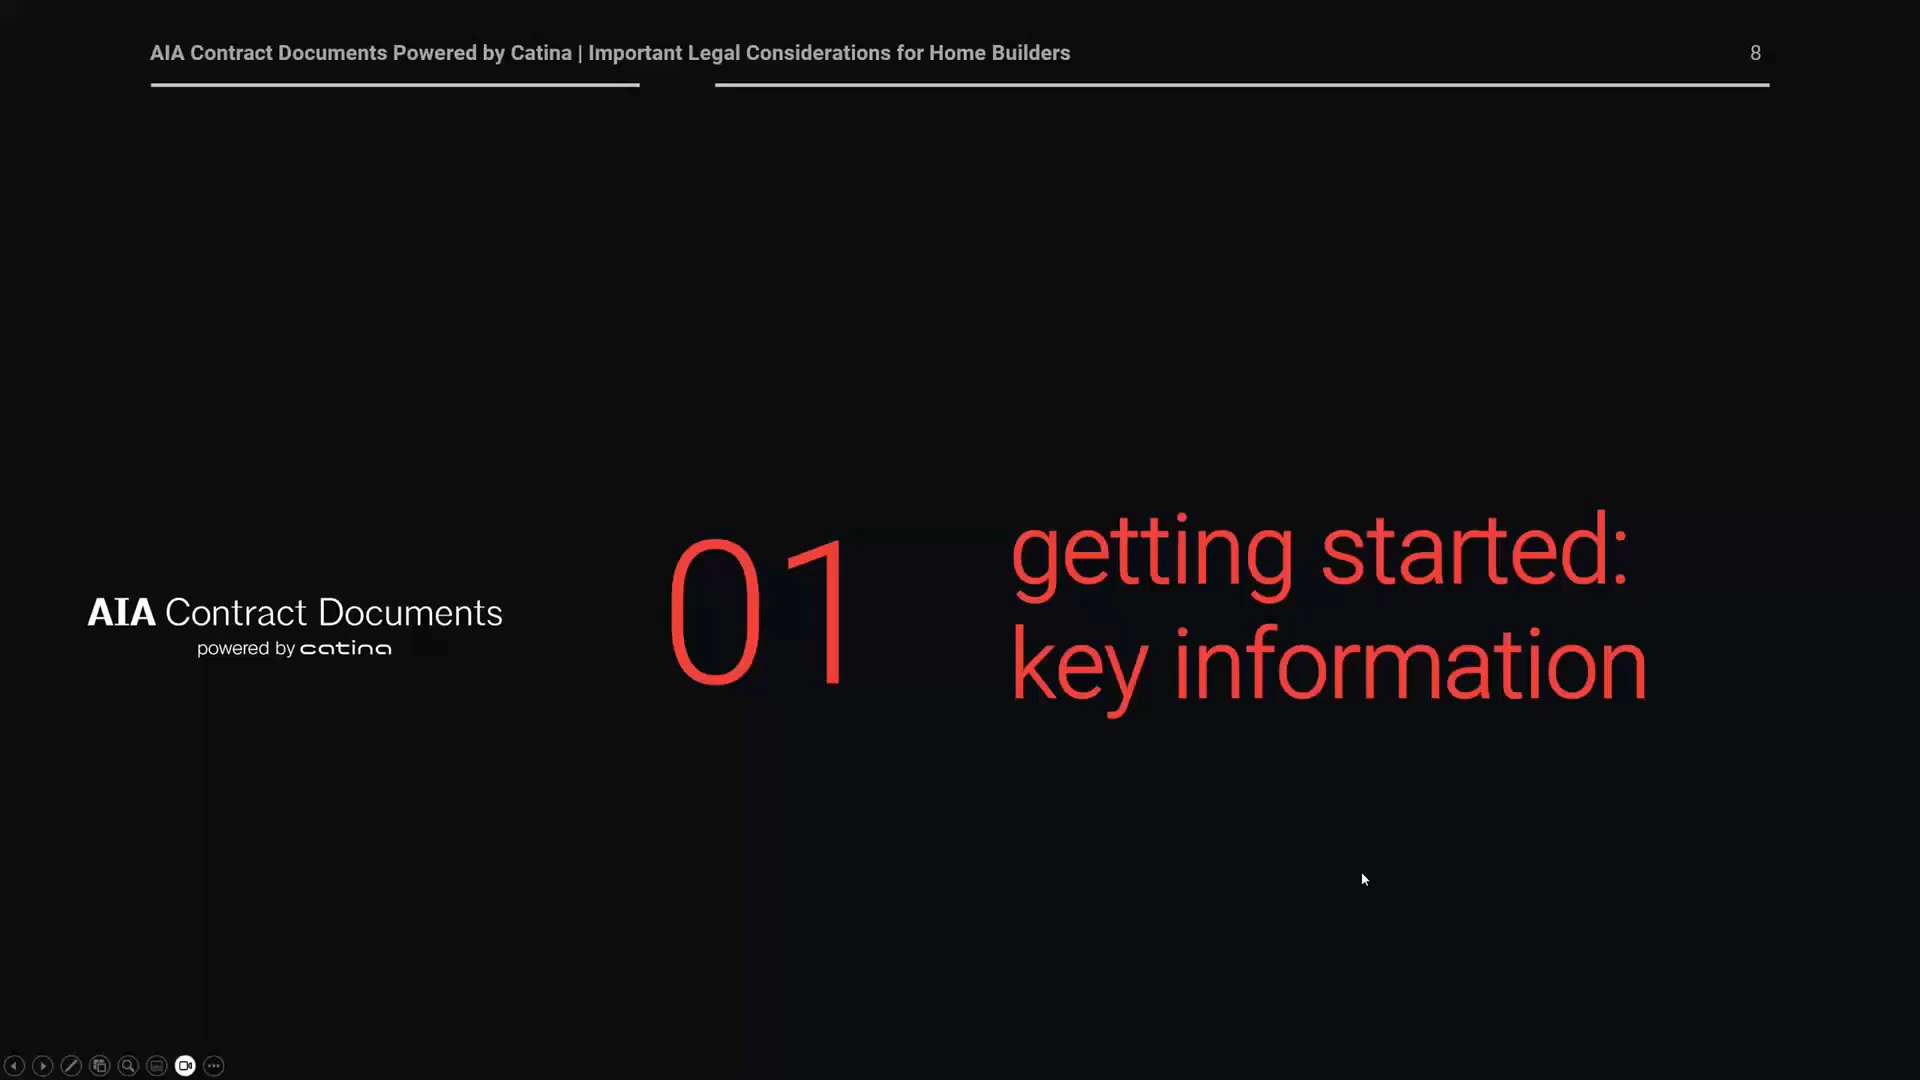 AIA Contract Documents Powered by Catina | Important Legal Considerations for Home Builders
8
AIA Contract Documents
powered by catina
01
getting started:
key information